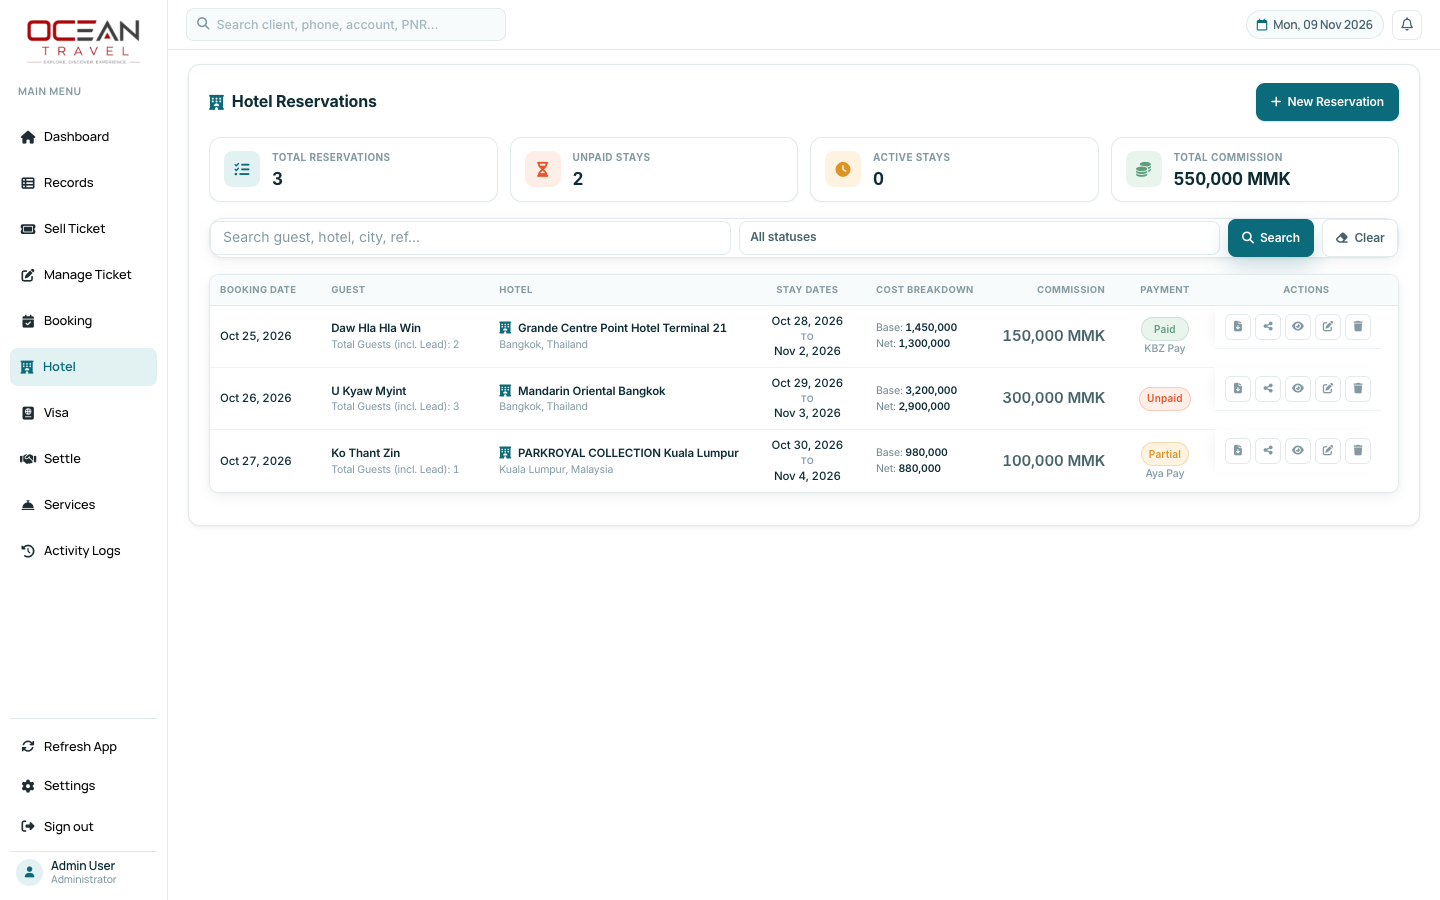 OCEAN
TRAVEL
EXPLORE DISCOVER EXPERIENCE
MAIN MENU
Dashboard
Records
Sell Ticket
Manage Ticket
Booking
Hotel
Visa
Settle
Services
Activity Logs
Refresh App
Settings
Sign out
Admin User
Administrator
Search client, phone, account, PNR...
Mon, 09 Nov 2026
Hotel Reservations
New Reservation
TOTAL RESERVATIONS
3
UNPAID STAYS
2
ACTIVE STAYS
0
TOTAL COMMISSION
550,000 MMK
Search guest, hotel, city, ref...
All statuses
Search
Clear
BOOKING DATE GUEST HOTEL STAY DATES COST BREAKDOWN COMMISSION PAYMENT ACTIONS
Oct 25, 2026
Daw Hla Hla Win
Total Guests (incl. Lead): 2
Grande Centre Point Hotel Terminal 21
Bangkok, Thailand
Oct 28, 2026
TO
Nov 2, 2026
Base: 1,450,000
Net: 1,300,000
150,000 MMK
Paid
KBZ Pay
Oct 26, 2026
U Kyaw Myint
Total Guests (incl. Lead): 3
Mandarin Oriental Bangkok
Bangkok, Thailand
Oct 29, 2026
TO
Nov 3, 2026
Base: 3,200,000
Net: 2,900,000
300,000 MMK
Unpaid
Oct 27, 2026
Ko Thant Zin
Total Guests (incl. Lead): 1
PARKROYAL COLLECTION Kuala Lumpur
Kuala Lumpur, Malaysia
Oct 30, 2026
TO
Nov 4, 2026
Base: 980,000
Net: 880,000
100,000 MMK
Partial
Aya Pay